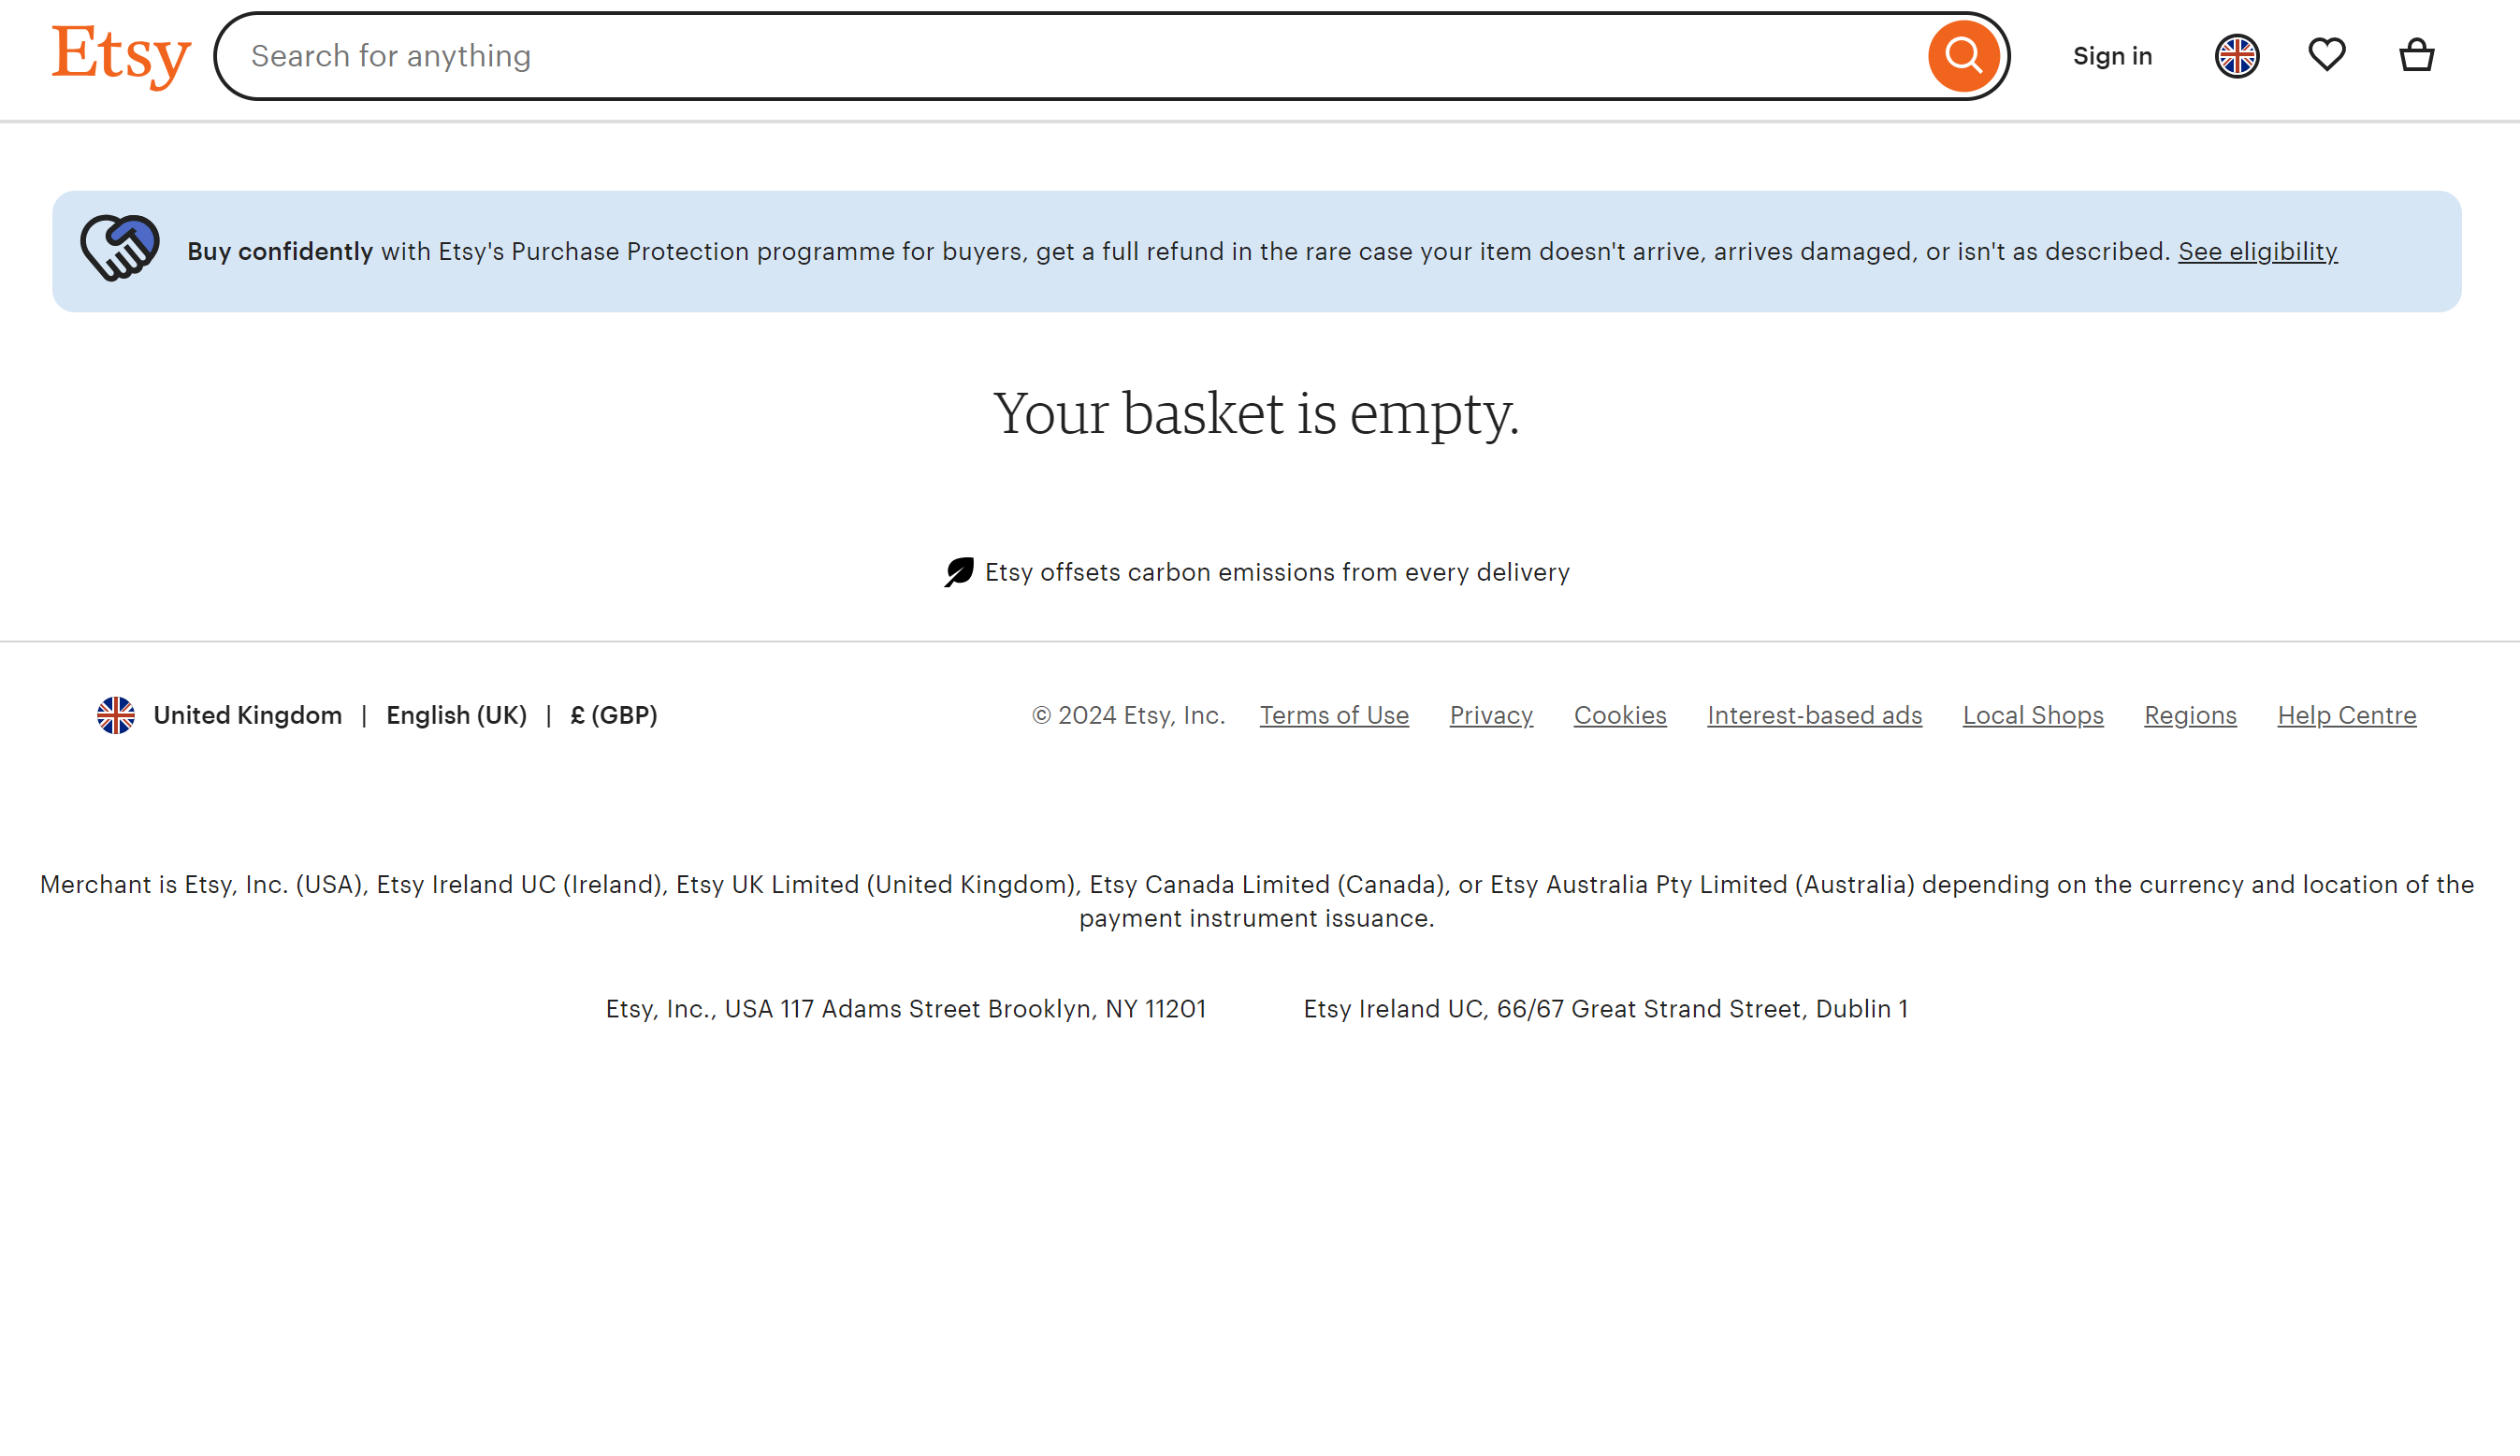 Etsy
Search for anything
Sign in
Buy confidently with Etsy's Purchase Protection programme for buyers, get a full refund in the rare case your item doesn't arrive, arrives damaged, or isn't as described. See eligibility
Your basket is empty.
Etsy offsets carbon emissions from every delivery
United Kingdom | English (UK) | £ (GBP)
© 2024 Etsy, Inc. Terms of Use Privacy Cookies Interest-based ads Local Shops Regions Help Centre
Merchant is Etsy, Inc. (USA), Etsy Ireland UC (Ireland), Etsy UK Limited (United Kingdom), Etsy Canada Limited (Canada), or Etsy Australia Pty Limited (Australia) depending on the currency and location of the
payment instrument issuance.
Etsy, Inc., USA 117 Adams Street Brooklyn, NY 11201 Etsy Ireland UC, 66/67 Great Strand Street, Dublin 1